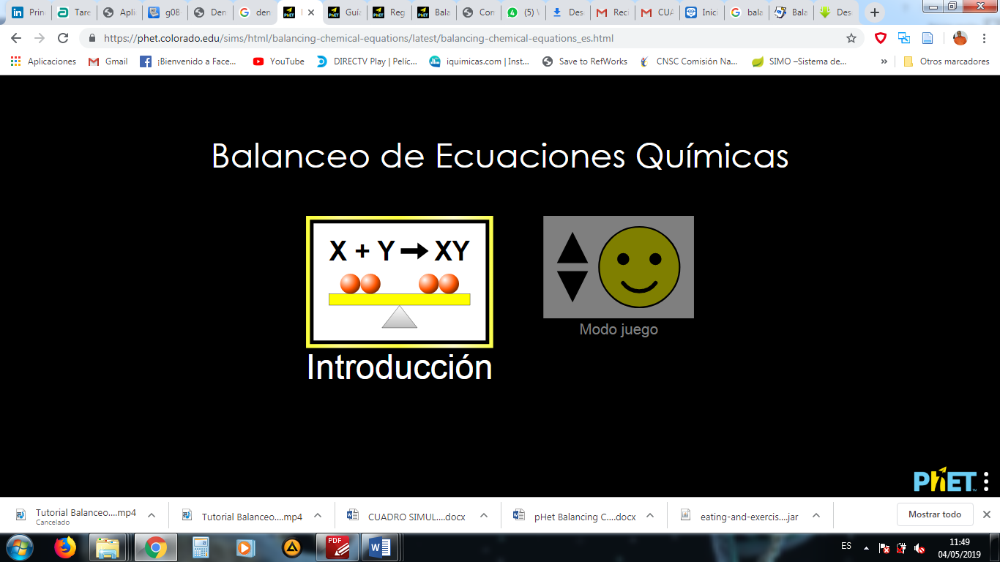 Princ
Tare
Aplic
g08
Den
den
Guía
Reg
Bala
Con
(5) W
Des
Reci
CUA
Inici
bala
Bala
Des
https://phet.colorado.edu/sims/html/balancing-chemical-equations/latest/balancing-chemical-equations_es.html
Aplicaciones
Gmail
¡Bienvenido a Face...
YouTube
DIRECTV Play | Pelíc...
iquimicas.com | Inst...
Save to RefWorks
CNSC Comisión Na...
SIMO –Sistema de...
»
Otros marcadores
Balanceo de Ecuaciones Químicas
X + Y → XY
Introducción
Modo juego
PhET
Tutorial Balanceo....mp4
Cancelado
Tutorial Balanceo....mp4
CUADRO SIMUL....docx
pHet Balancing C....docx
eating-and-exercis....jar
Mostrar todo
PDF
ES
11:49
04/05/2019